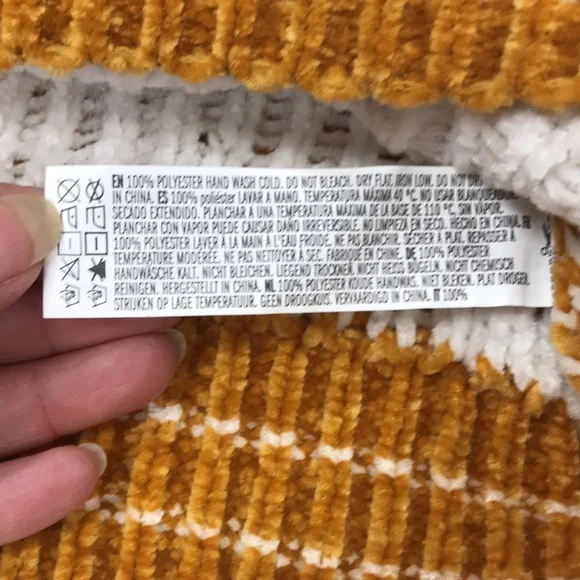 EN 100% POLYESTER HAND WASH COLD. DO NOT BLEACH. DRY FLAT. IRON LOW. DO NOT
IN CHINA. ES 100% poliéster LAVAR A MANO. TEMPERATURA MÁXIMA 40 °C. NO USAR BLANQUEADOR.
SECADO EXTENDIDO. PLANCHAR A UNA TEMPERATURA MÁXIMA DE LA BASE DE 110 °C, SIN VAPOR.
PLANCHAR CON VAPOR PUEDE CAUSAR DAÑO IRREVERSIBLE. NO LIMPIEZA EN SECO. HECHO EN CHINA. FR
100% POLYESTER LAVER À LA MAIN À L'EAU FROIDE. NE PAS BLANCHIR. SÉCHER À PLAT. REPASSER À
TEMPÉRATURE MODÉRÉE. NE PAS NETTOYER À SEC. FABRIQUÉ EN CHINE. DE 100% POLYESTER
HANDWÄSCHE KALT. NICHT BLEICHEN. LIEGEND TROCKNEN. NICHT HEISS BÜGELN. NICHT CHEMISCH
REINIGEN. HERGESTELLT IN CHINA. NL 100% POLYESTER KOUDE HANDWAS. NIET BLEKEN. PLAT DROGEN.
STRIJKEN OP LAGE TEMPERATUUR. GEEN DROOGKUIS. VERVAARDIGD IN CHINA. IT 100%